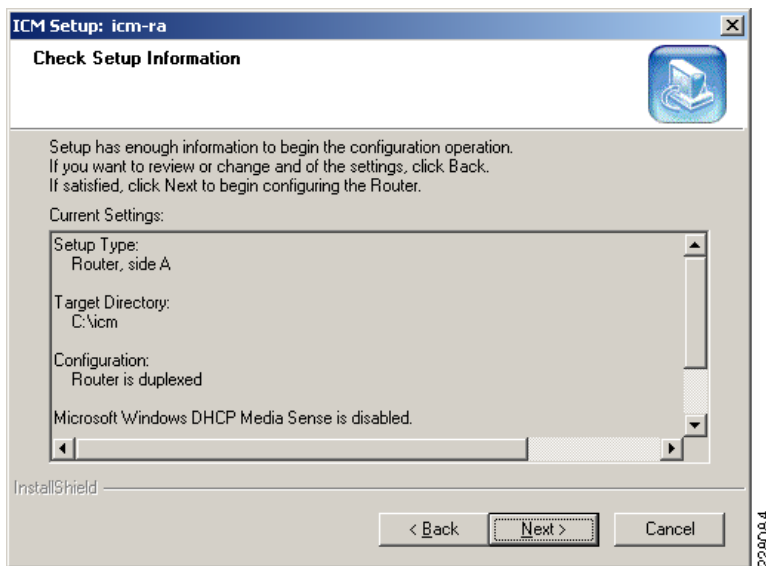 ICM Setup: icm-ra
Check Setup Information
Setup has enough information to begin the configuration operation.
If you want to review or change and of the settings, click Back.
If satisfied, click Next to begin configuring the Router.
Current Settings:
Setup Type:
Router, side A
Target Directory:
C:\icm
Configuration:
Router is duplexed
Microsoft Windows DHCP Media Sense is disabled.
InstallShield
< Back
Next >
Cancel